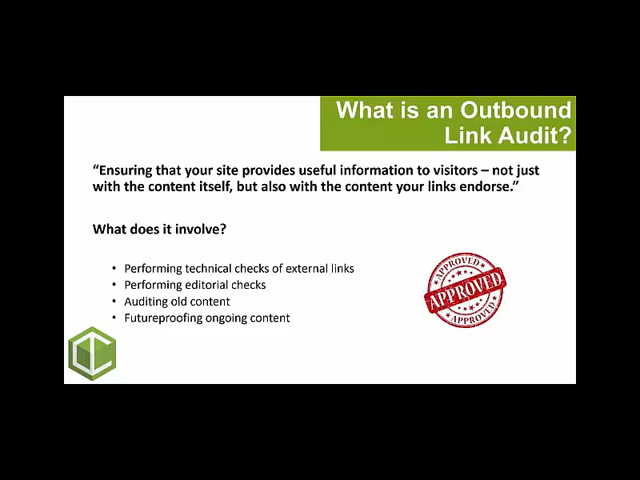 What is an Outbound
Link Audit?
“Ensuring that your site provides useful information to visitors – not just
with the content itself, but also with the content your links endorse.”
What does it involve?
• Performing technical checks of external links
• Performing editorial checks
• Auditing old content
• Futureproofing ongoing content
APPROVED
APPROVED
APPROVED